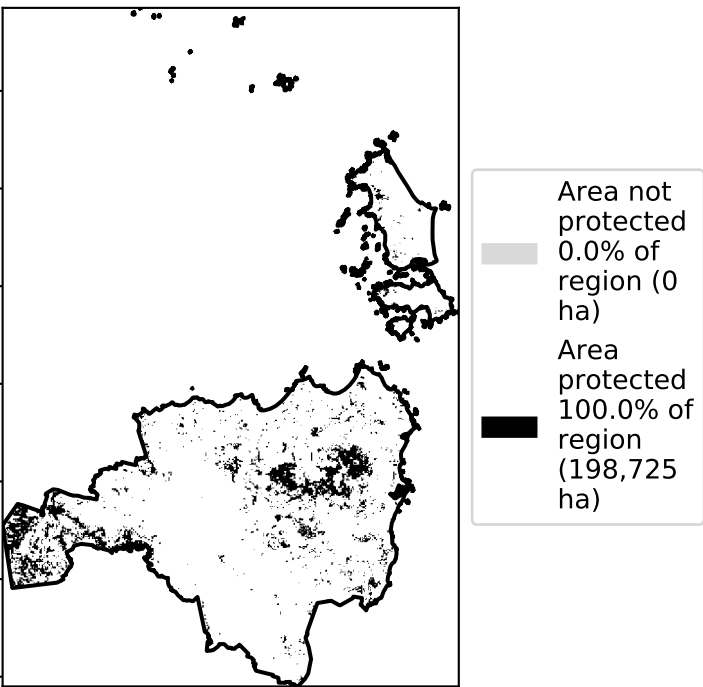 Area not
protected
0.0% of
region (0
ha)
Area
protected
100.0% of
region
(198,725
ha)